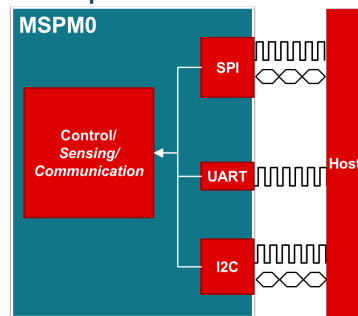 MSPM0
SPI
Control/
Sensing/
Communication
UART
Host
I2C